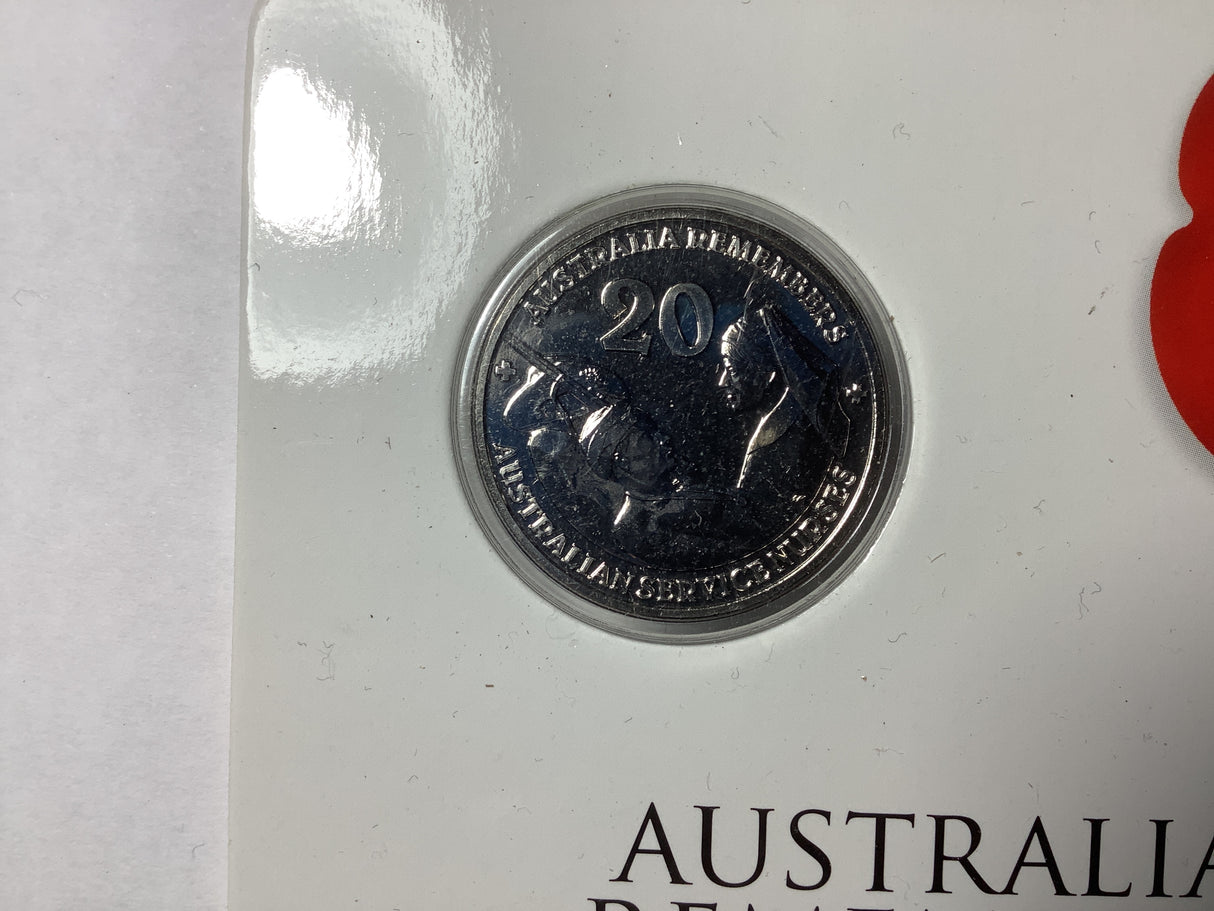 AUSTRALIA REMEMBERS
20
AUSTRALIAN SERVICE NURSES
AUSTRALIA